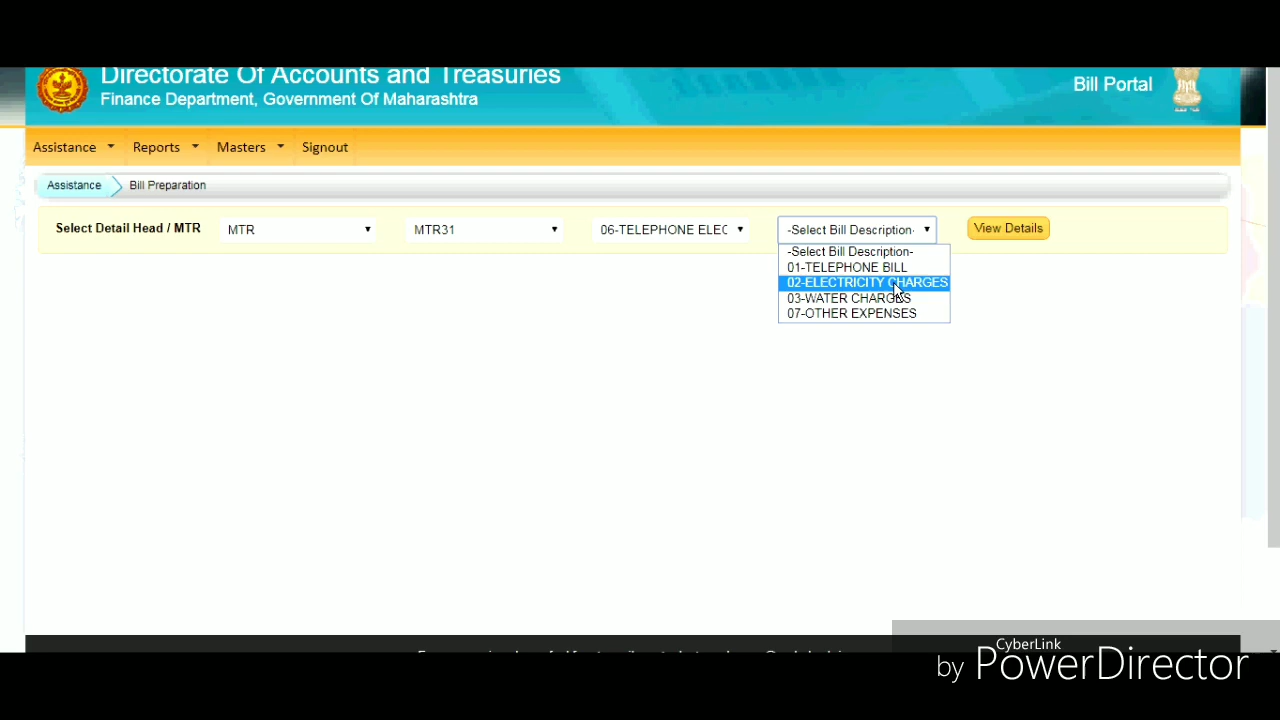 Directorate Of Accounts and Treasuries
Finance Department, Government Of Maharashtra
Bill Portal
Assistance Reports Masters Signout
Assistance Bill Preparation
Select Detail Head / MTR MTR MTR31 06-TELEPHONE ELEC -Select Bill Description- View Details
-Select Bill Description-
01-TELEPHONE BILL
02-ELECTRICITY CHARGES
03-WATER CHARGES
07-OTHER EXPENSES
CyberLink
by PowerDirector